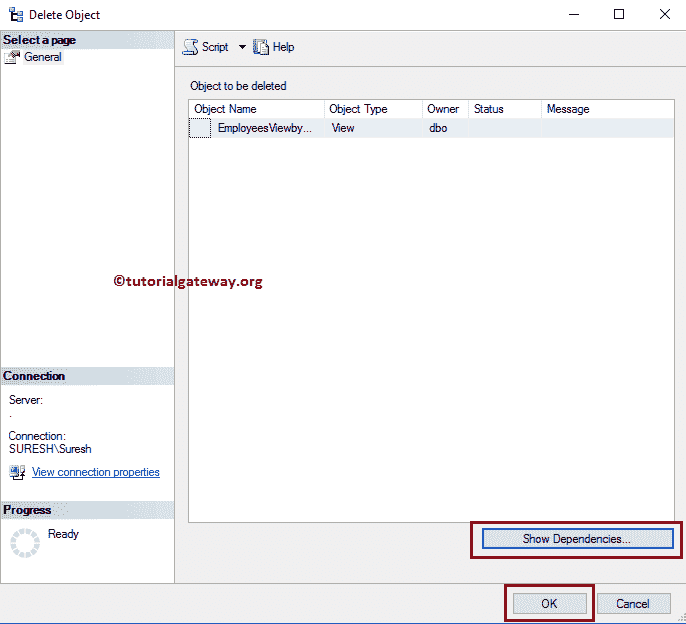 Delete Object
Select a page
General
Script Help
Object to be deleted
Object Name Object Type Owner Status Message
EmployeesViewby... View dbo
©tutorialgateway.org
Connection
Server:
.
Connection:
SURESH\Suresh
View connection properties
Progress
Ready
Show Dependencies...
OK Cancel